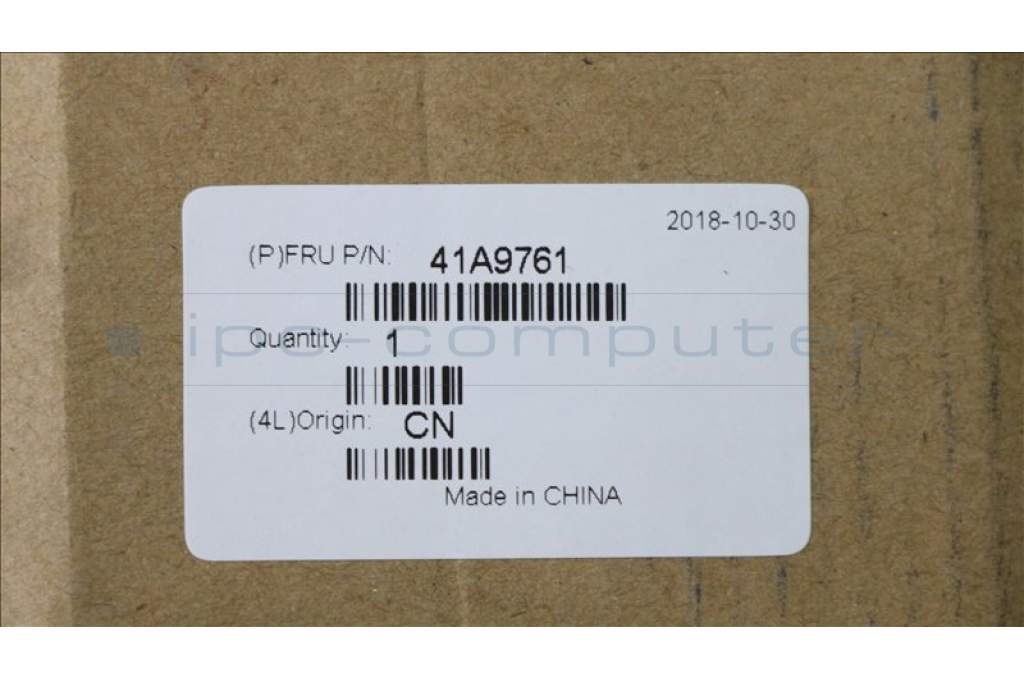 2018-10-30
(P)FRU P/N: 41A9761
ipc-computer
Quantity: 1
(4L)Origin: CN
Made in CHINA